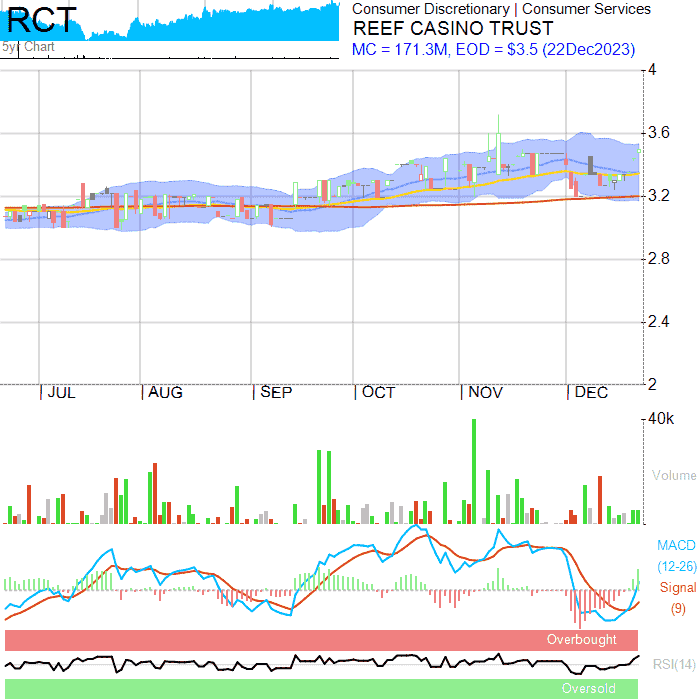 RCT
5yr Chart
Consumer Discretionary | Consumer Services
REEF CASINO TRUST
MC = 171.3M, EOD = $3.5 (22Dec2023)
4
3.6
3.2
2.8
2.4
2
JUL AUG SEP OCT NOV DEC
40k
Volume
MACD
(12-26)
Signal
(9)
Overbought
RSI(14)
Oversold